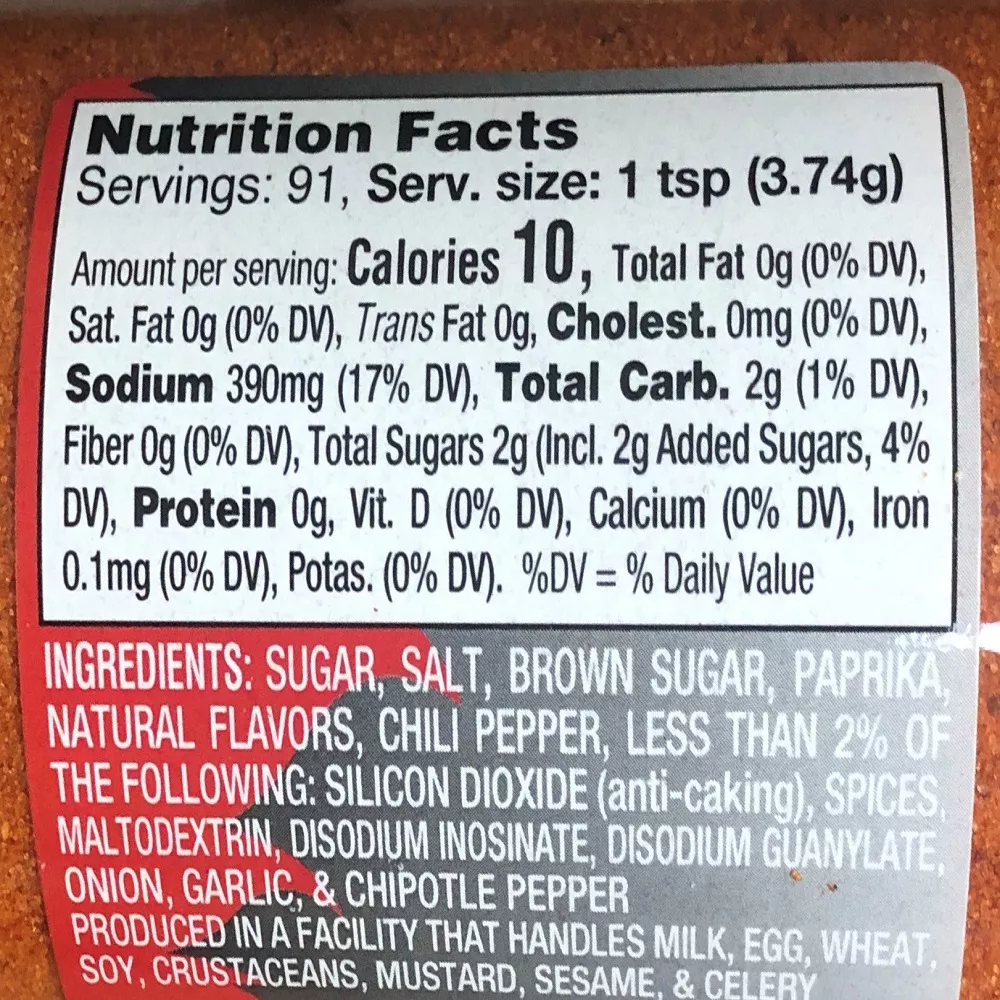 Nutrition Facts
Servings: 91, Serv. size: 1 tsp (3.74g)
Amount per serving: Calories 10, Total Fat 0g (0% DV),
Sat. Fat 0g (0% DV), Trans Fat 0g, Cholest. 0mg (0% DV),
Sodium 390mg (17% DV), Total Carb. 2g (1% DV),
Fiber 0g (0% DV), Total Sugars 2g (Incl. 2g Added Sugars, 4%
DV), Protein 0g, Vit. D (0% DV), Calcium (0% DV), Iron
0.1mg (0% DV), Potas. (0% DV). %DV = % Daily Value
INGREDIENTS: SUGAR, SALT, BROWN SUGAR, PAPRIKA,
NATURAL FLAVORS, CHILI PEPPER, LESS THAN 2% OF
THE FOLLOWING: SILICON DIOXIDE (anti-caking), SPICES,
MALTODEXTRIN, DISODIUM INOSINATE, DISODIUM GUANYLATE,
ONION, GARLIC, & CHIPOTLE PEPPER
PRODUCED IN A FACILITY THAT HANDLES MILK, EGG, WHEAT,
SOY, CRUSTACEANS, MUSTARD, SESAME, & CELERY